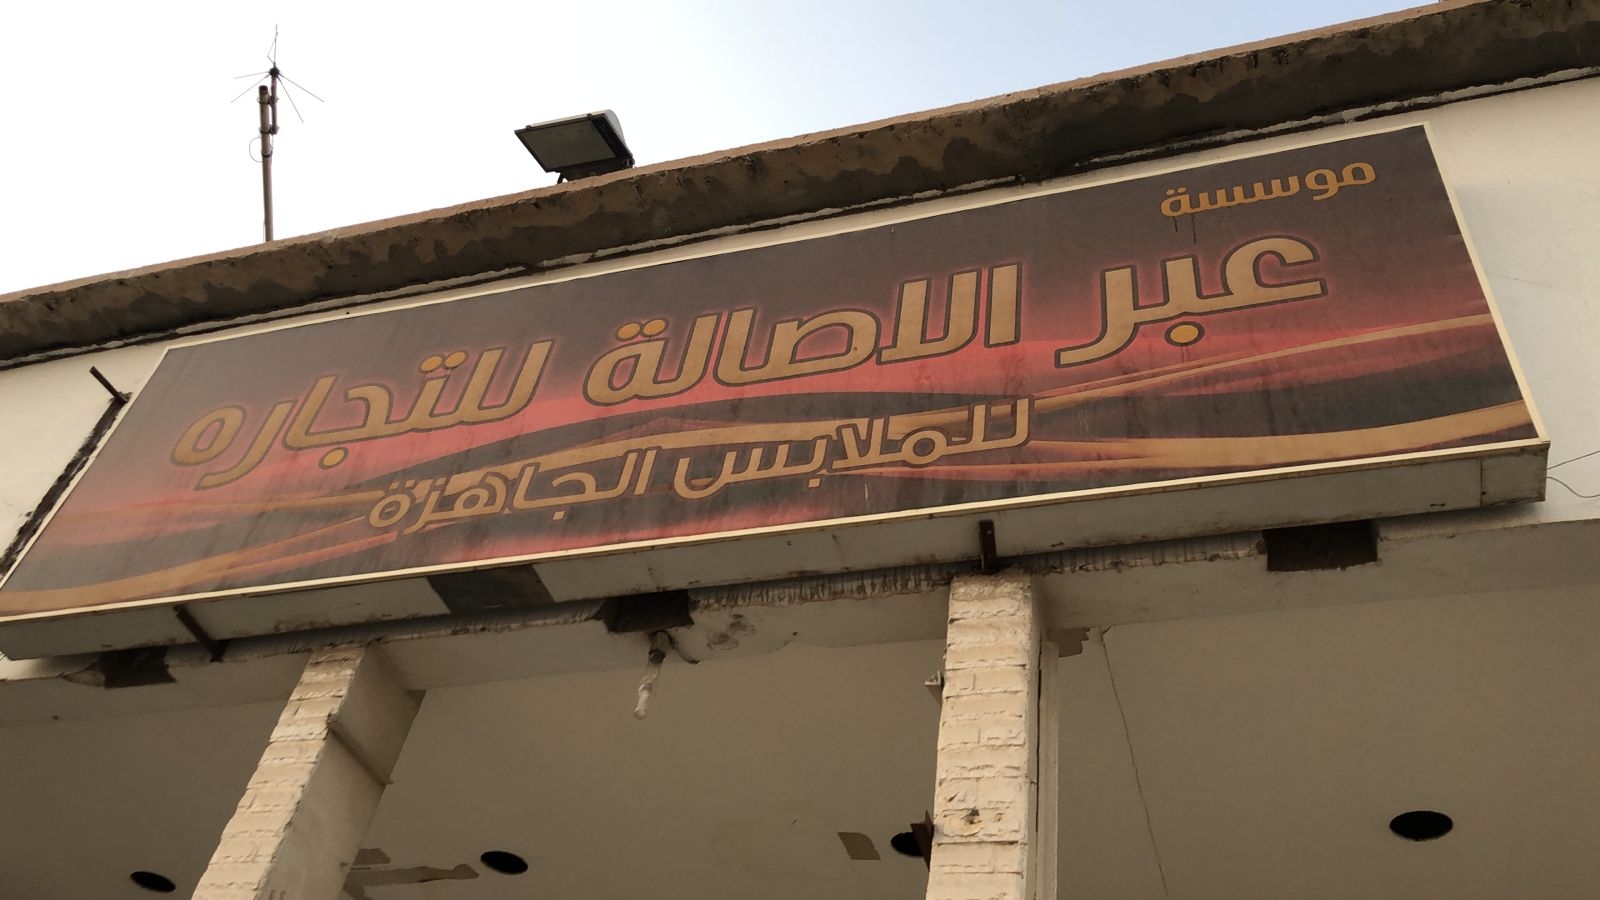 موسسة
عبر الاصالة للتجاره
للملابس الجاهزة